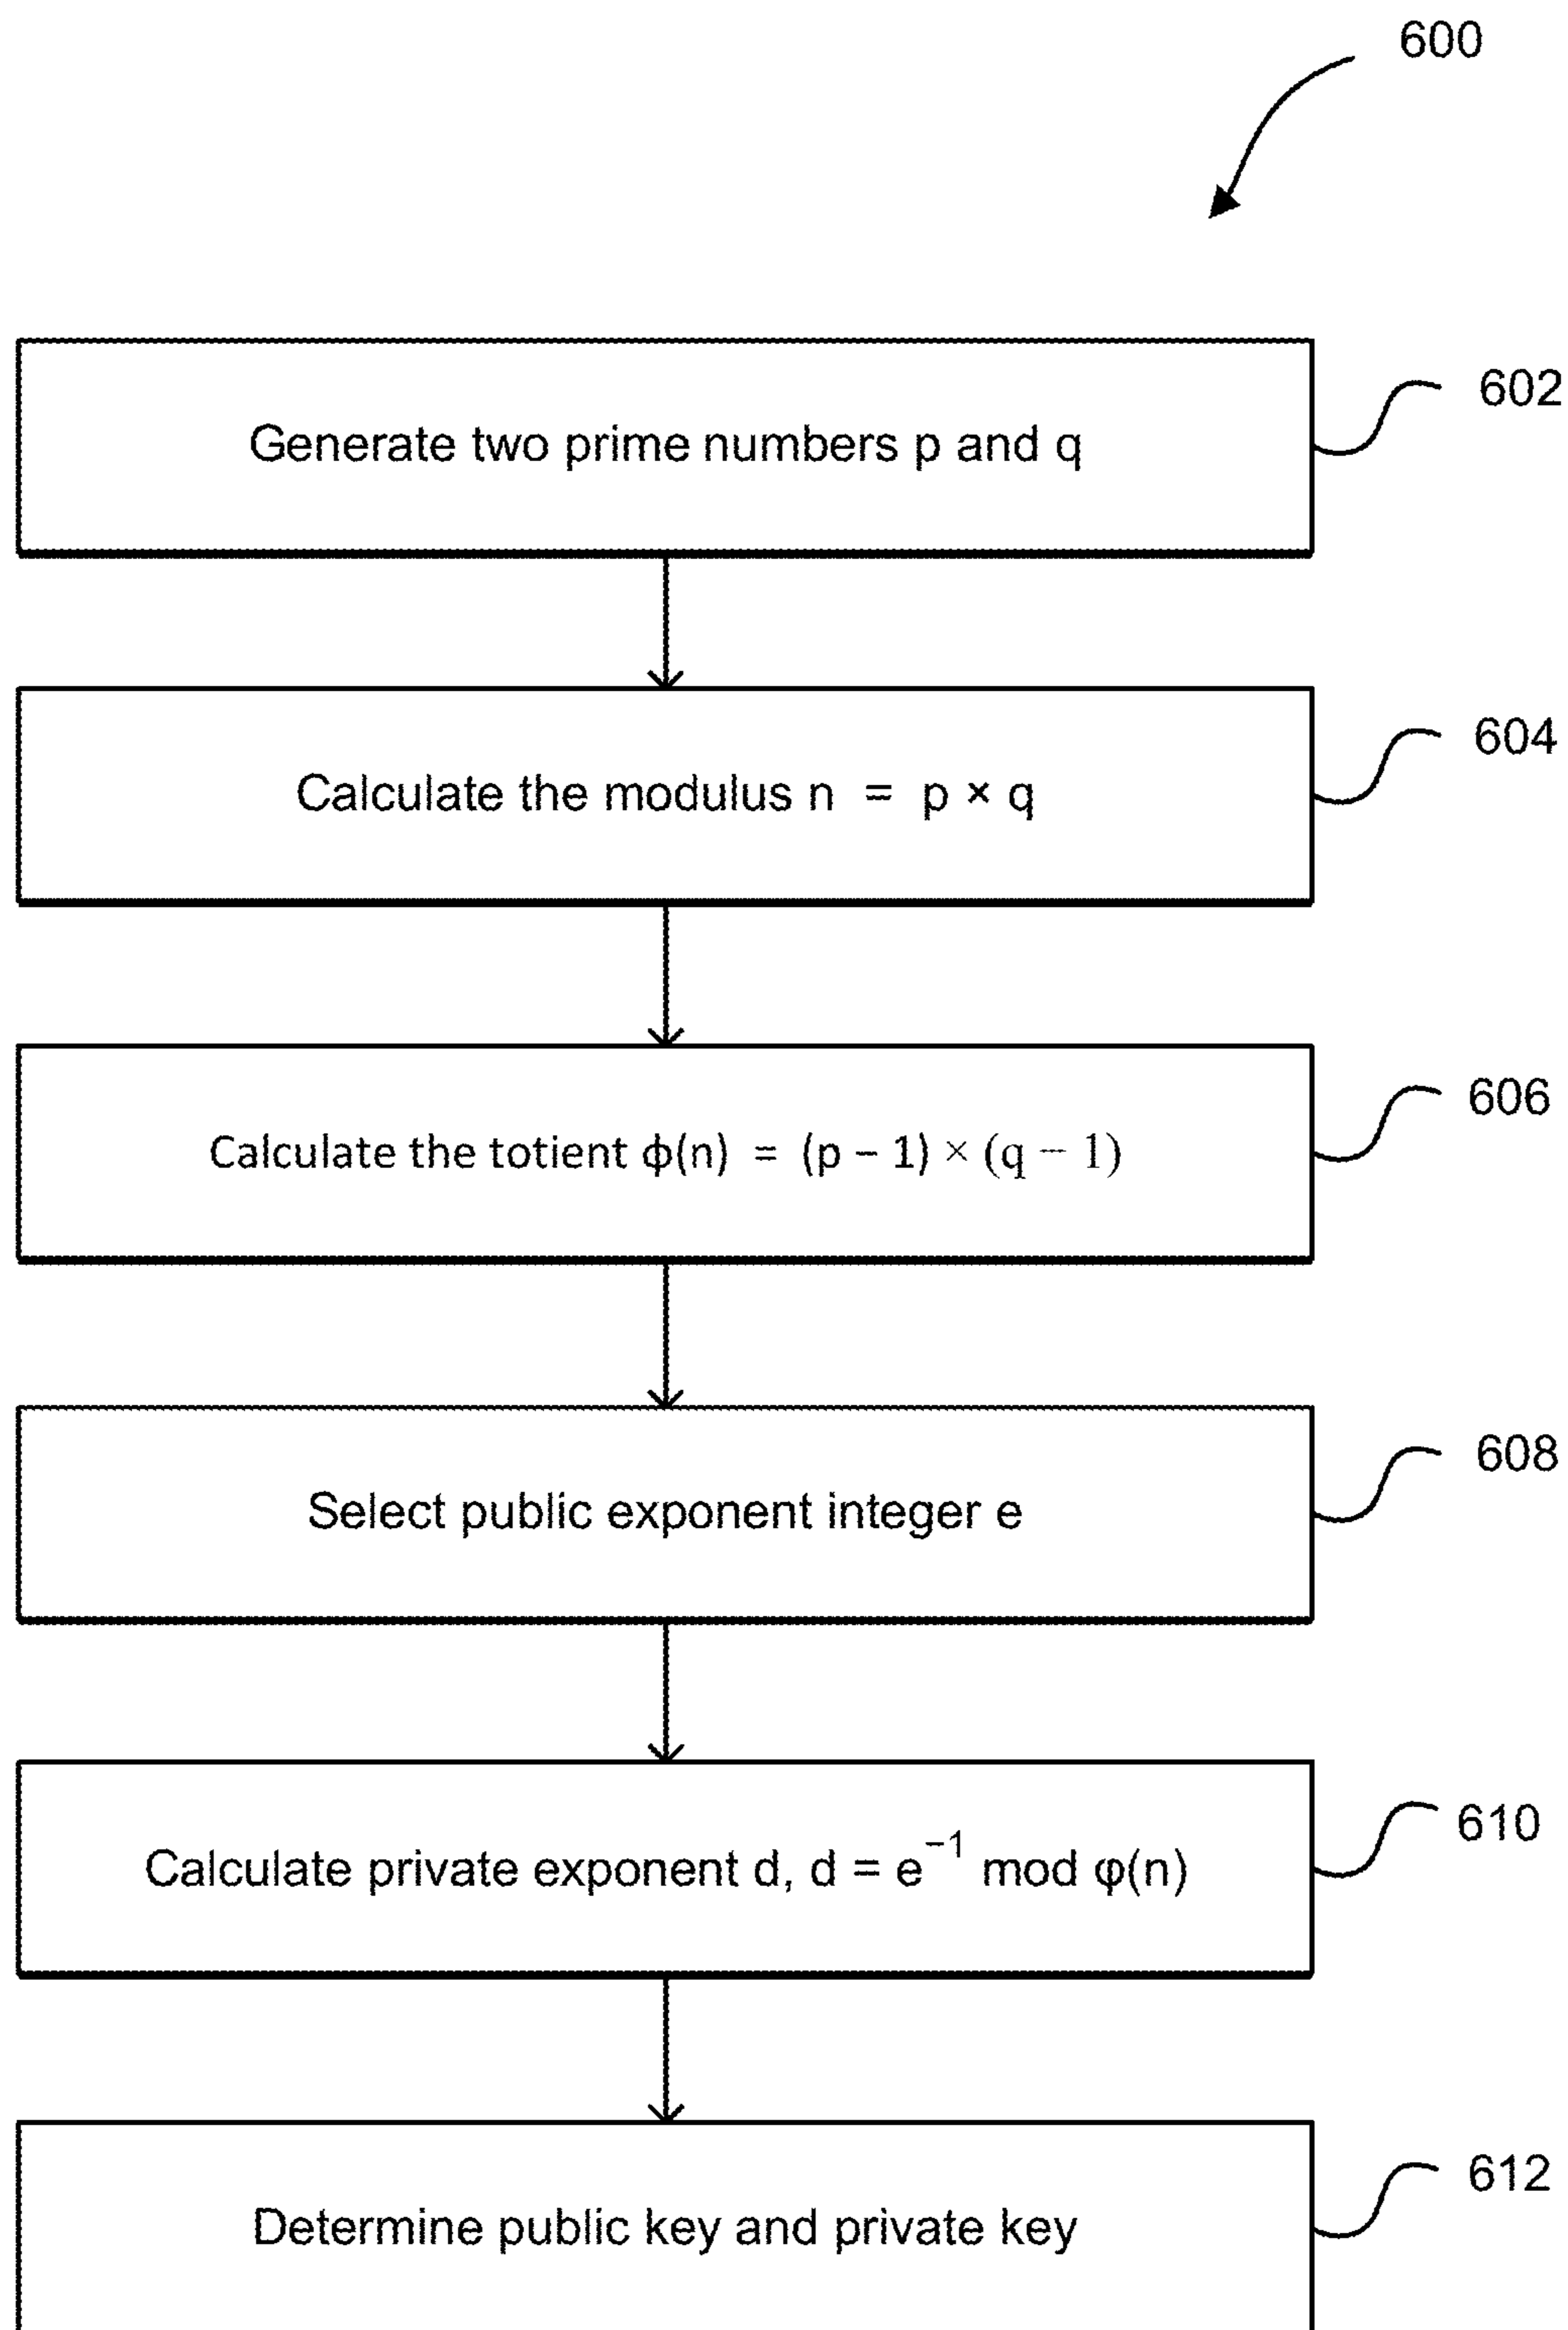 600
Generate two prime numbers p and q
602
Calculate the modulus n = p × q
604
Calculate the totient ϕ(n) = (p – 1) × (q − 1)
606
Select public exponent integer e
608
Calculate private exponent d, d = e⁻¹ mod φ(n)
610
Determine public key and private key
612